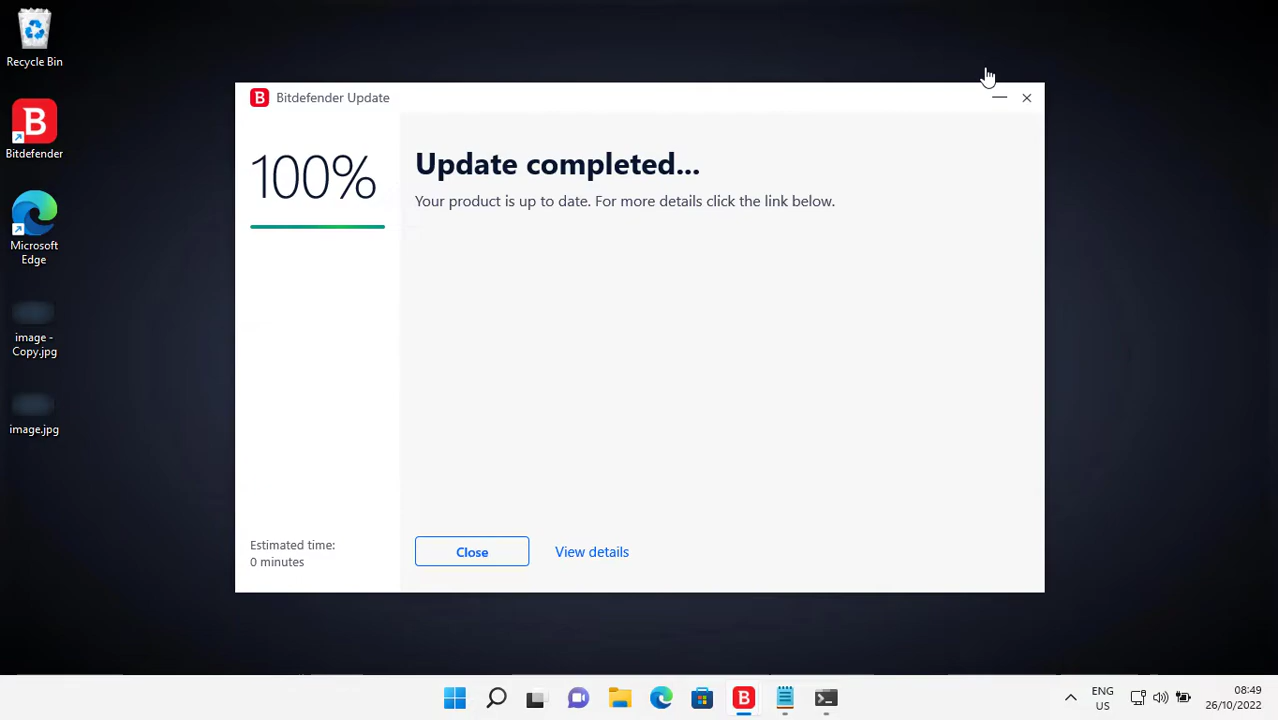 Recycle Bin
Bitdefender
Microsoft
Edge
image -
Copy.jpg
image.jpg
B Bitdefender Update
100%
Estimated time:
0 minutes
Update completed...
Your product is up to date. For more details click the link below.
Close View details
ENG
US
08:49
26/10/2022